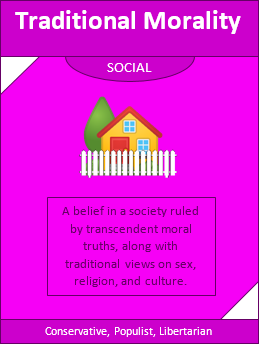 Traditional Morality
SOCIAL
A belief in a society ruled
by transcendent moral
truths, along with
traditional views on sex,
religion, and culture.
Conservative, Populist, Libertarian